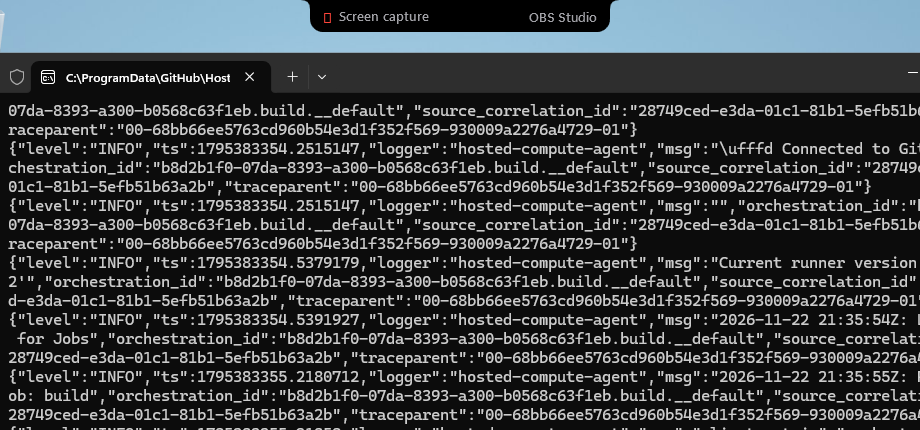 Screen capture OBS Studio
C:\ProgramData\GitHub\Host
07da-8393-a300-b0568c63f1eb.build.__default","source_correlation_id":"28749ced-e3da-01c1-81b1-5efb51b6
raceparent":"00-68bb66ee5763cd960b54e3d1f352f569-930009a2276a4729-01"}
{"level":"INFO","ts":1795383354.2515147,"logger":"hosted-compute-agent","msg":"\ufffd Connected to Git
chestration_id":"b8d2b1f0-07da-8393-a300-b0568c63f1eb.build.__default","source_correlation_id":"28749c
01c1-81b1-5efb51b63a2b","traceparent":"00-68bb66ee5763cd960b54e3d1f352f569-930009a2276a4729-01"}
{"level":"INFO","ts":1795383354.2515147,"logger":"hosted-compute-agent","msg":"","orchestration_id":"b
07da-8393-a300-b0568c63f1eb.build.__default","source_correlation_id":"28749ced-e3da-01c1-81b1-5efb51b6
raceparent":"00-68bb66ee5763cd960b54e3d1f352f569-930009a2276a4729-01"}
{"level":"INFO","ts":1795383354.5379179,"logger":"hosted-compute-agent","msg":"Current runner version
2'","orchestration_id":"b8d2b1f0-07da-8393-a300-b0568c63f1eb.build.__default","source_correlation_id"
d-e3da-01c1-81b1-5efb51b63a2b","traceparent":"00-68bb66ee5763cd960b54e3d1f352f569-930009a2276a4729-01"
{"level":"INFO","ts":1795383354.5391927,"logger":"hosted-compute-agent","msg":"2026-11-22 21:35:54Z:
for Jobs","orchestration_id":"b8d2b1f0-07da-8393-a300-b0568c63f1eb.build.__default","source_correlati
28749ced-e3da-01c1-81b1-5efb51b63a2b","traceparent":"00-68bb66ee5763cd960b54e3d1f352f569-930009a2276a4
{"level":"INFO","ts":1795383355.2180712,"logger":"hosted-compute-agent","msg":"2026-11-22 21:35:55Z:
ob: build","orchestration_id":"b8d2b1f0-07da-8393-a300-b0568c63f1eb.build.__default","source_correlati
28749ced-e3da-01c1-81b1-5efb51b63a2b","traceparent":"00-68bb66ee5763cd960b54e3d1f352f569-930009a2276a4